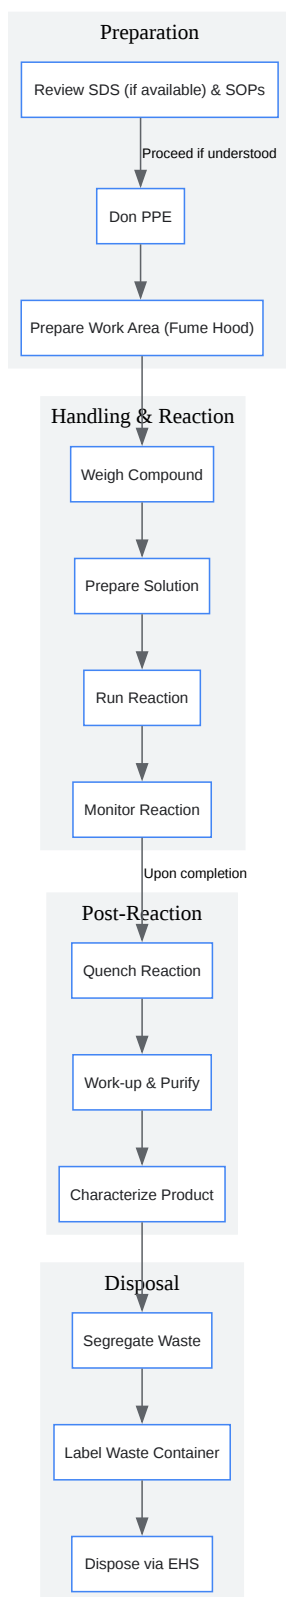 Preparation
Review SDS (if available) & SOPs
Proceed if understood
Don PPE
Prepare Work Area (Fume Hood)
Handling & Reaction
Weigh Compound
Prepare Solution
Run Reaction
Monitor Reaction
Upon completion
Post-Reaction
Quench Reaction
Work-up & Purify
Characterize Product
Disposal
Segregate Waste
Label Waste Container
Dispose via EHS